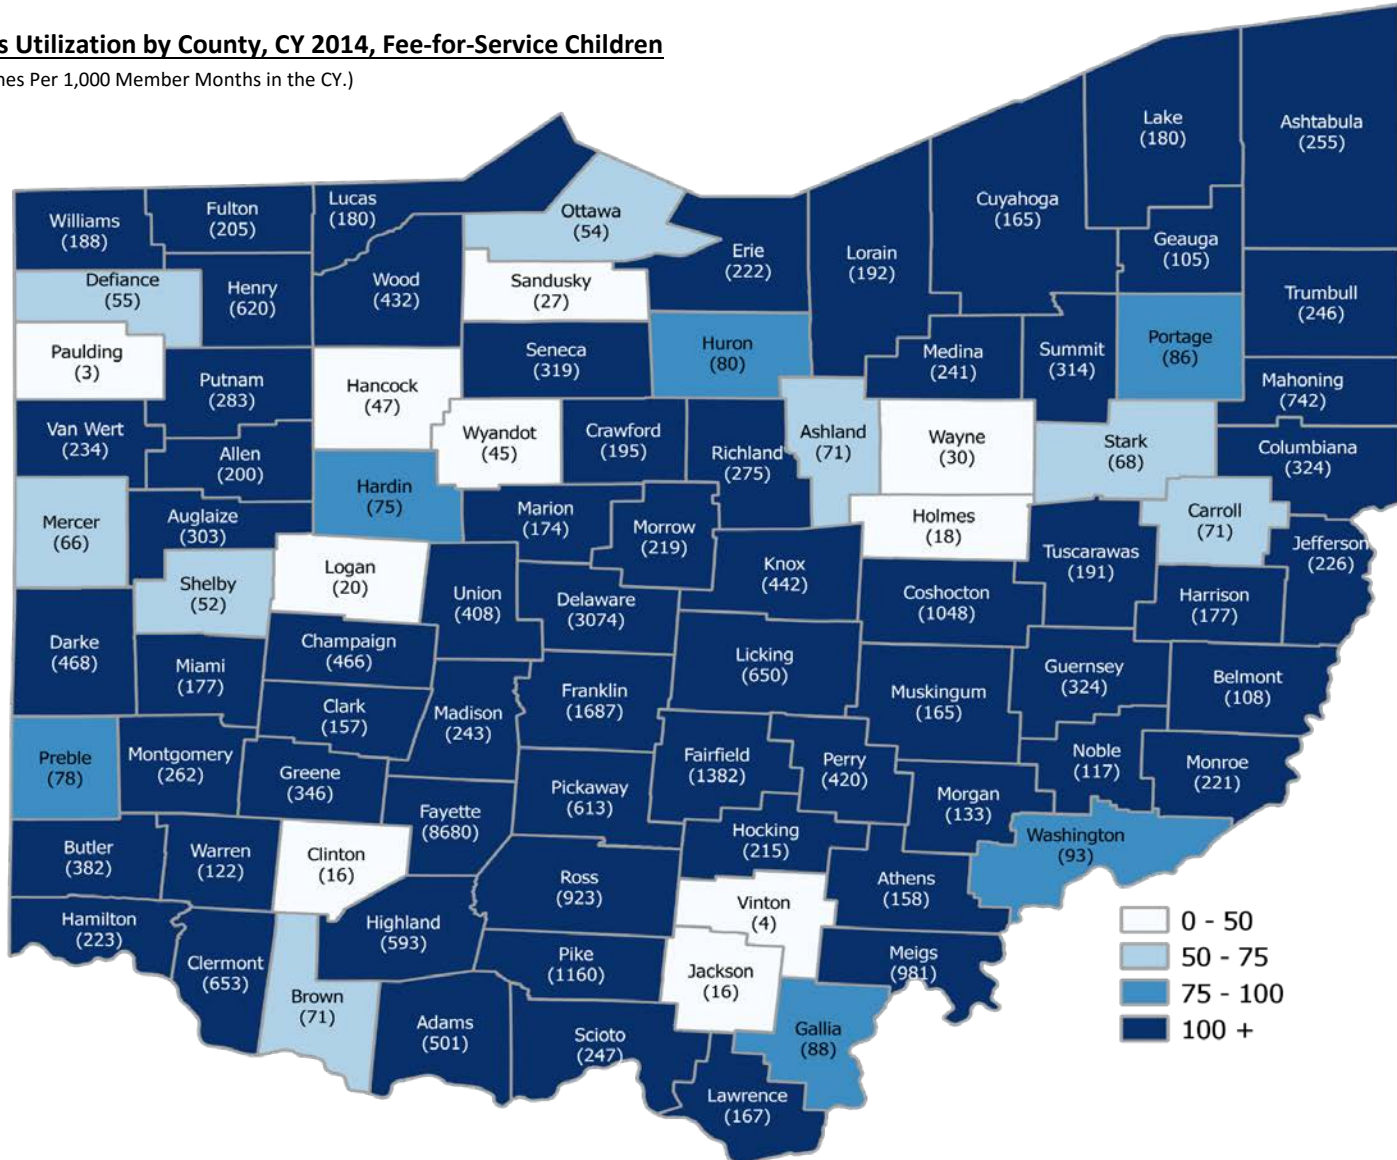 s Utilization by County, CY 2014, Fee-for-Service Children
nes Per 1,000 Member Months in the CY.)
Lake
(180)
Ashtabula
(255)
Williams
(188)
Fulton
(205)
Lucas
(180)
Ottawa
(54)
Erie
(222)
Lorain
(192)
Cuyahoga
(165)
Geauga
(105)
Defiance
(55)
Henry
(620)
Wood
(432)
Sandusky
(27)
Trumbull
(246)
Paulding
(3)
Putnam
(283)
Hancock
(47)
Seneca
(319)
Huron
(80)
Medina
(241)
Summit
(314)
Portage
(86)
Mahoning
(742)
Van Wert
(234)
Allen
(200)
Wyandot
(45)
Crawford
(195)
Richland
(275)
Ashland
(71)
Wayne
(30)
Stark
(68)
Columbiana
(324)
Mercer
(66)
Auglaize
(303)
Hardin
(75)
Marion
(174)
Morrow
(219)
Holmes
(18)
Carroll
(71)
Jefferson
(226)
Shelby
(52)
Logan
(20)
Union
(408)
Delaware
(3074)
Knox
(442)
Coshocton
(1048)
Tuscarawas
(191)
Harrison
(177)
Darke
(468)
Miami
(177)
Champaign
(466)
Licking
(650)
Muskingum
(165)
Guernsey
(324)
Belmont
(108)
Clark
(157)
Madison
(243)
Franklin
(1687)
Preble
(78)
Montgomery
(262)
Greene
(346)
Fayette
(8680)
Pickaway
(613)
Fairfield
(1382)
Perry
(420)
Morgan
(133)
Noble
(117)
Monroe
(221)
Butler
(382)
Warren
(122)
Clinton
(16)
Ross
(923)
Hocking
(215)
Athens
(158)
Washington
(93)
Hamilton
(223)
Clermont
(653)
Highland
(593)
Vinton
(4)
Pike
(1160)
Jackson
(16)
Meigs
(981)
Brown
(71)
Adams
(501)
Scioto
(247)
Gallia
(88)
Lawrence
(167)
0 - 50
50 - 75
75 - 100
100 +